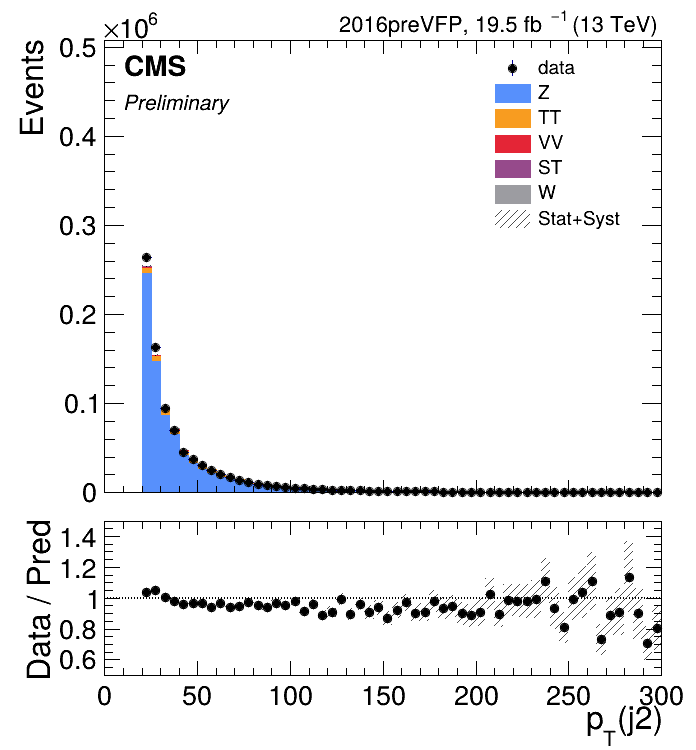 ×10⁶
2016preVFP, 19.5 fb ⁻¹ (13 TeV)
Events
CMS
Preliminary
data
Z
TT
VV
ST
W
Stat+Syst
0.5
0.4
0.3
0.2
0.1
0
Data / Pred
1.4
1.2
1
0.8
0.6
0 50 100 150 200 250 300
p_T(j2)